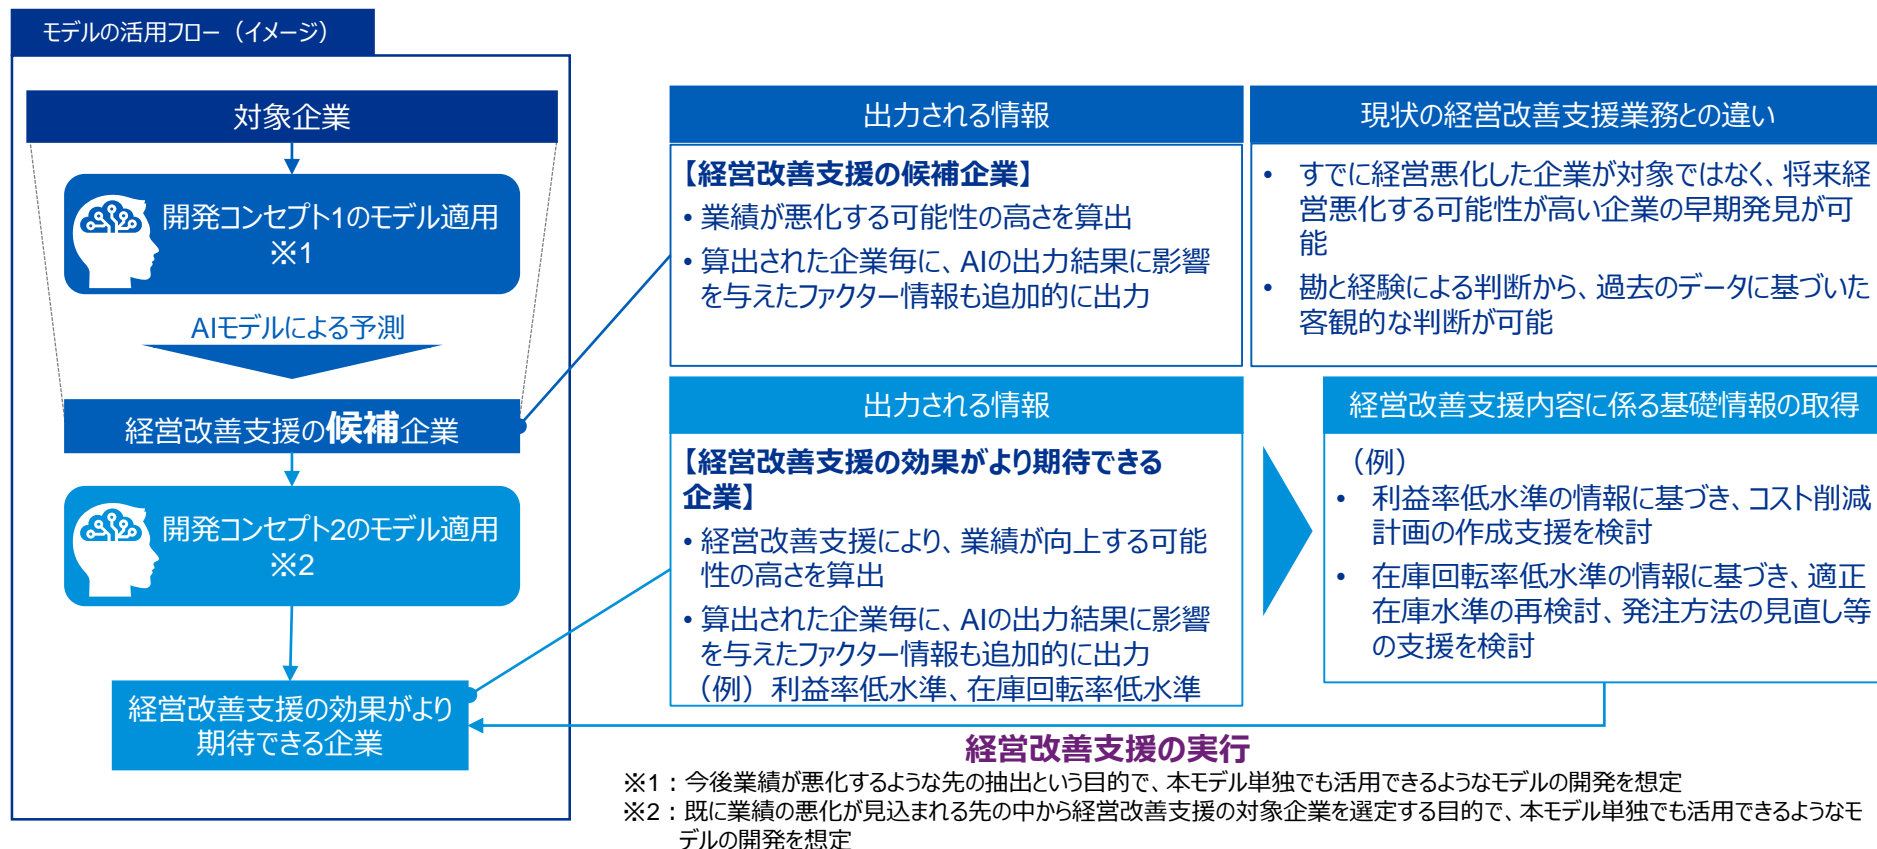 モデルの活用フロー（イメージ）
対象企業
開発コンセプト1のモデル適用
※1
AIモデルによる予測
経営改善支援の候補企業
開発コンセプト2のモデル適用
※2
経営改善支援の効果がより
期待できる企業
出力される情報
【経営改善支援の候補企業】
• 業績が悪化する可能性の高さを算出
• 算出された企業毎に、AIの出力結果に影響
を与えたファクター情報も追加的に出力
現状の経営改善支援業務との違い
• すでに経営悪化した企業が対象ではなく、将来経
営悪化する可能性が高い企業の早期発見が可
能
• 勘と経験による判断から、過去のデータに基づいた
客観的な判断が可能
出力される情報
【経営改善支援の効果がより期待できる
企業】
• 経営改善支援により、業績が向上する可能
性の高さを算出
• 算出された企業毎に、AIの出力結果に影響
を与えたファクター情報も追加的に出力
（例）利益率低水準、在庫回転率低水準
経営改善支援内容に係る基礎情報の取得
（例）
• 利益率低水準の情報に基づき、コスト削減
計画の作成支援を検討
• 在庫回転率低水準の情報に基づき、適正
在庫水準の再検討、発注方法の見直し等
の支援を検討
経営改善支援の実行
※1：今後業績が悪化するような先の抽出という目的で、本モデル単独でも活用できるようなモデルの開発を想定
※2：既に業績の悪化が見込まれる先の中から経営改善支援の対象企業を選定する目的で、本モデル単独でも活用できるようなモ
デルの開発を想定